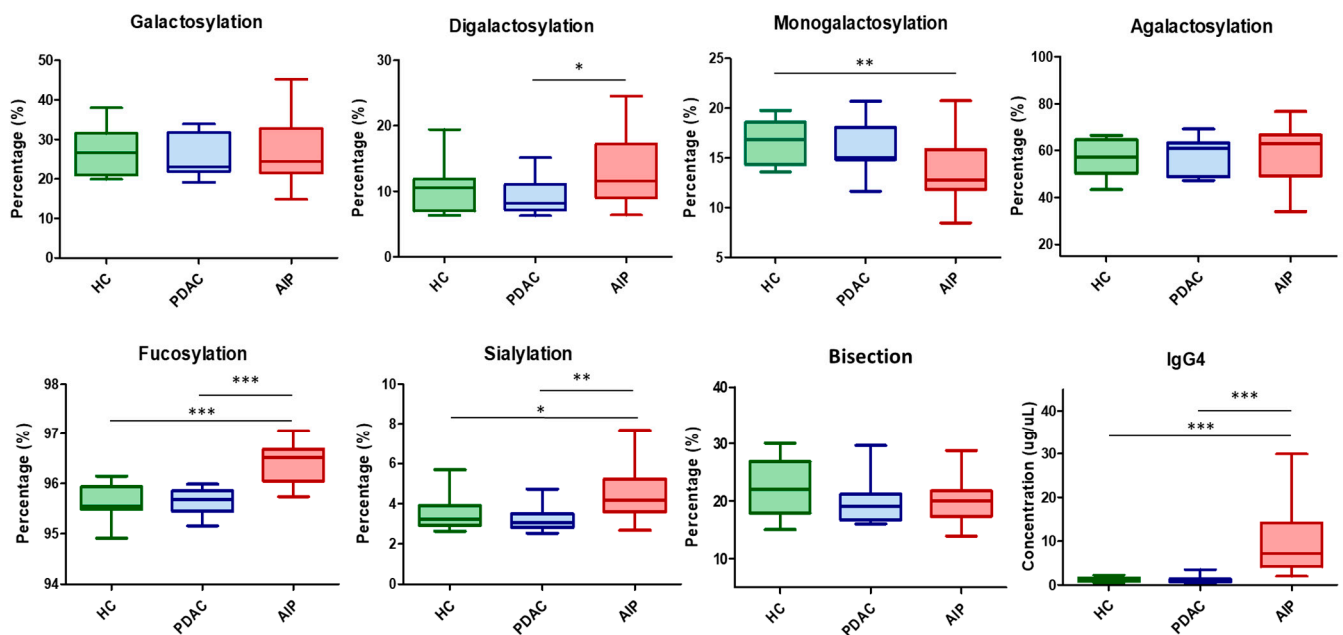 Galactosylation
Percentage (%)
50
40
30
20
10
0
HC
PDAC
AIP
Digalactosylation
Percentage (%)
30
20
10
0
*
HC
PDAC
AIP
Monogalactosylation
Percentage (%)
25
20
15
10
5
**
HC
PDAC
AIP
Agalactosylation
Percentage (%)
100
80
60
40
20
HC
PDAC
AIP
Fucosylation
Percentage (%)
98
97
96
95
94
***
***
HC
PDAC
AIP
Sialylation
Percentage (%)
10
8
6
4
2
0
**
*
HC
PDAC
AIP
Bisection
Percentage (%)
40
30
20
10
HC
PDAC
AIP
IgG4
Concentration (ug/uL)
40
30
20
10
0
***
***
HC
PDAC
AIP